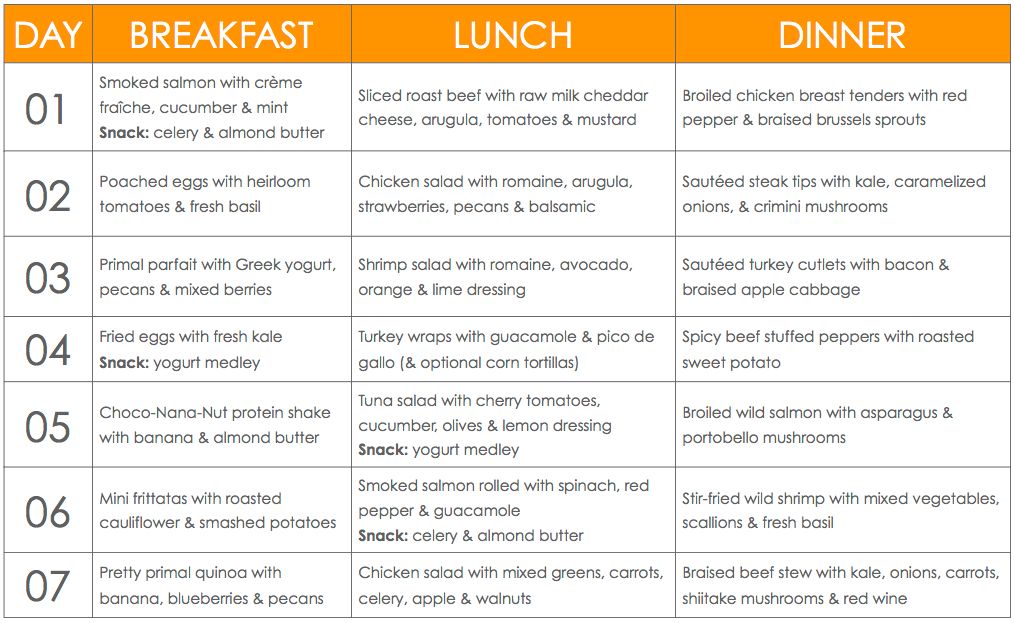 DAY BREAKFAST LUNCH DINNER
01
Smoked salmon with crème
fraîche, cucumber & mint
Snack: celery & almond butter
Sliced roast beef with raw milk cheddar
cheese, arugula, tomatoes & mustard
Broiled chicken breast tenders with red
pepper & braised brussels sprouts
02
Poached eggs with heirloom
tomatoes & fresh basil
Chicken salad with romaine, arugula,
strawberries, pecans & balsamic
Sautéed steak tips with kale, caramelized
onions, & crimini mushrooms
03
Primal parfait with Greek yogurt,
pecans & mixed berries
Shrimp salad with romaine, avocado,
orange & lime dressing
Sautéed turkey cutlets with bacon &
braised apple cabbage
04
Fried eggs with fresh kale
Snack: yogurt medley
Turkey wraps with guacamole & pico de
gallo (& optional corn tortillas)
Spicy beef stuffed peppers with roasted
sweet potato
05
Choco-Nana-Nut protein shake
with banana & almond butter
Tuna salad with cherry tomatoes,
cucumber, olives & lemon dressing
Snack: yogurt medley
Broiled wild salmon with asparagus &
portobello mushrooms
06
Mini frittatas with roasted
cauliflower & smashed potatoes
Smoked salmon rolled with spinach, red
pepper & guacamole
Snack: celery & almond butter
Stir-fried wild shrimp with mixed vegetables,
scallions & fresh basil
07
Pretty primal quinoa with
banana, blueberries & pecans
Chicken salad with mixed greens, carrots,
celery, apple & walnuts
Braised beef stew with kale, onions, carrots,
shiitake mushrooms & red wine